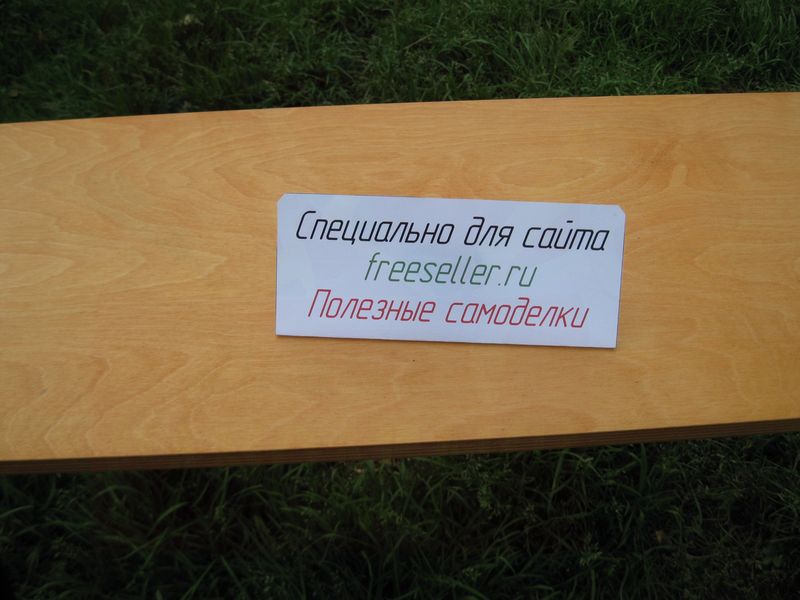 Специально для сайта
freeseller.ru
Полезные самоделки